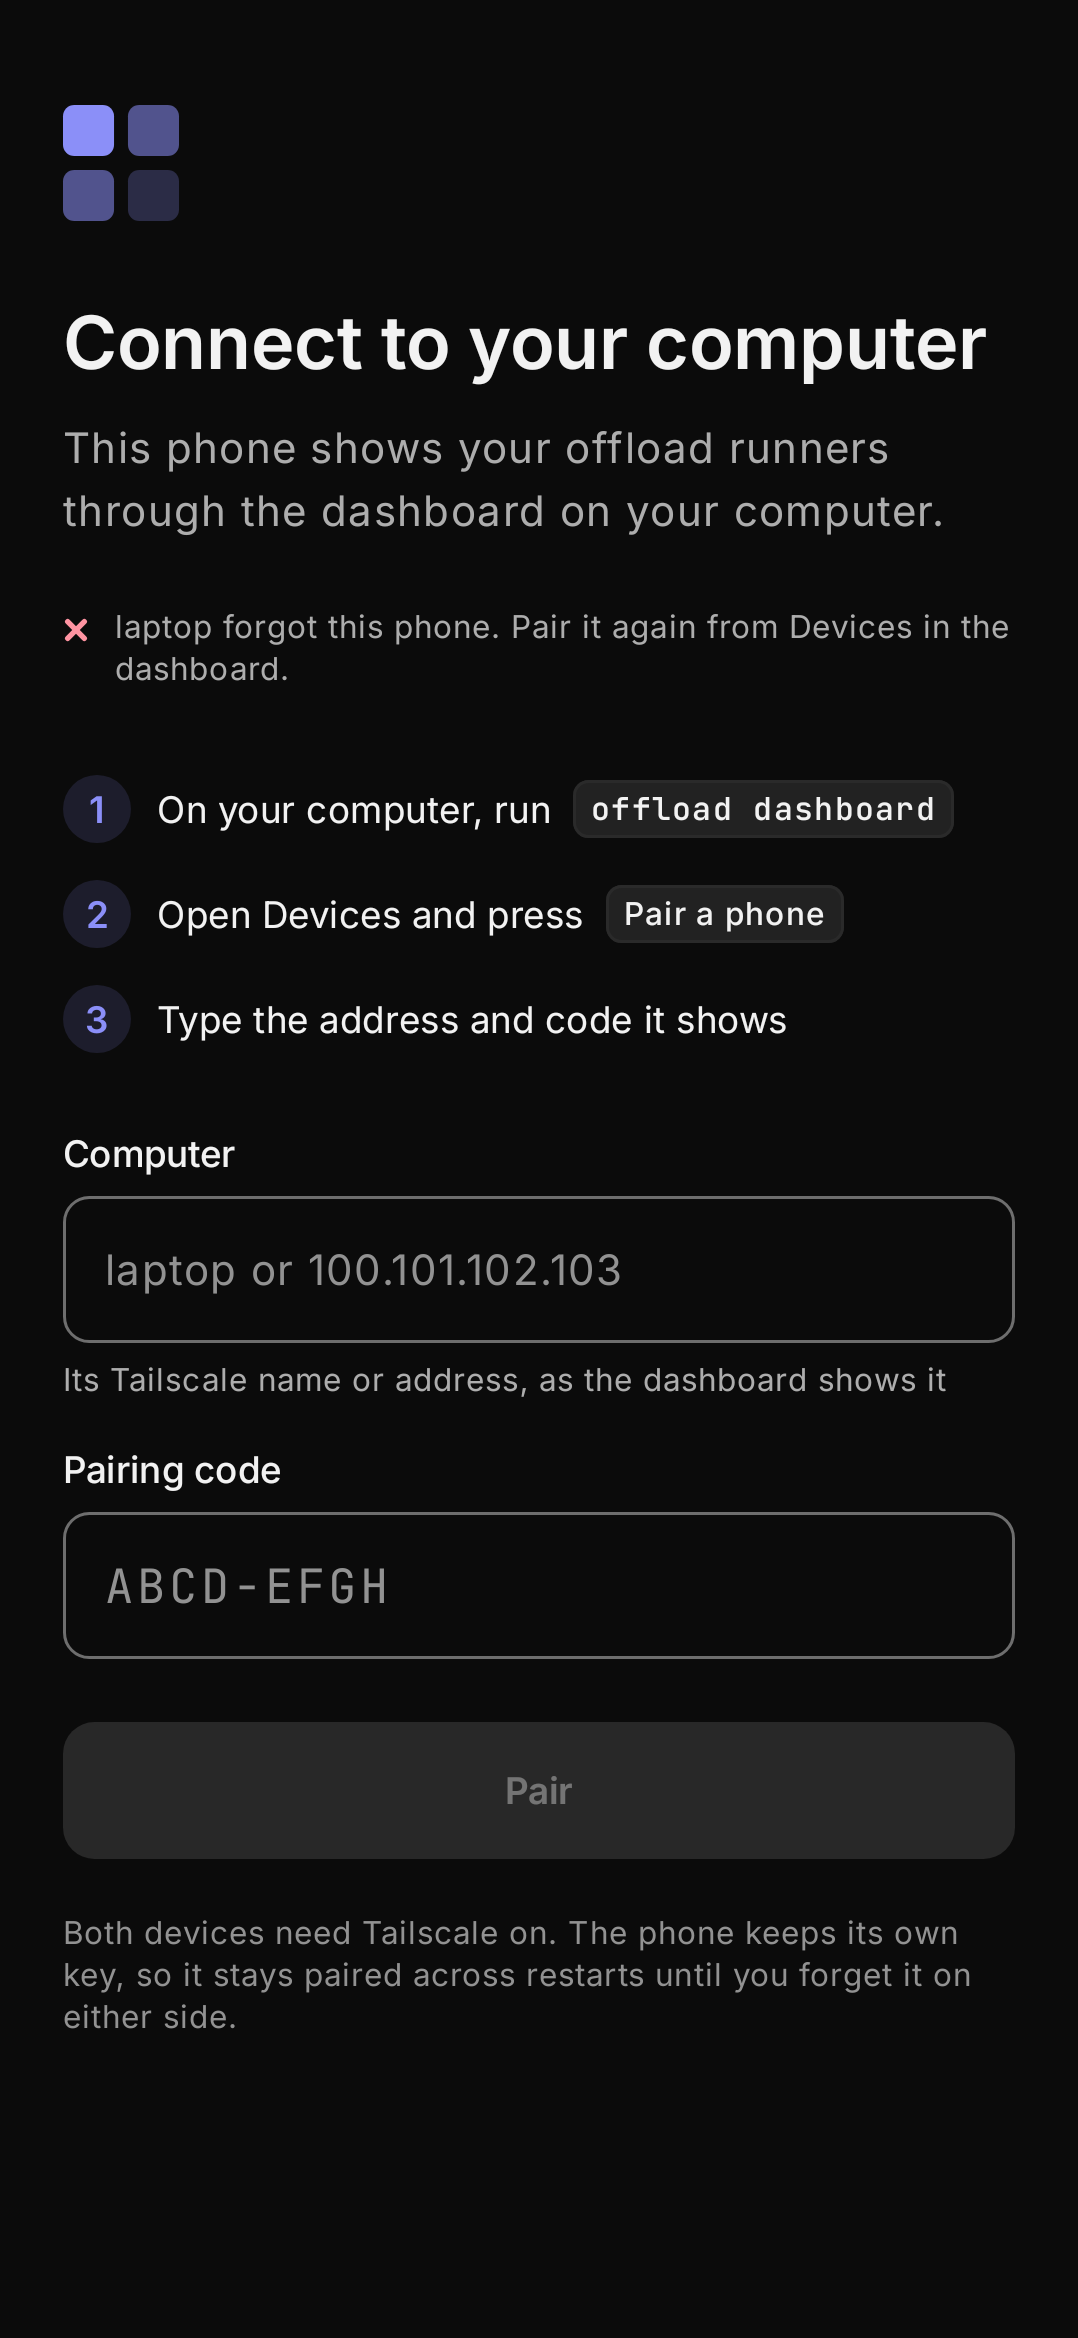 Connect to your computer
This phone shows your offload runners
through the dashboard on your computer.
laptop forgot this phone. Pair it again from Devices in the
dashboard.
1 On your computer, run offload dashboard
2 Open Devices and press Pair a phone
3 Type the address and code it shows
Computer
laptop or 100.101.102.103
Its Tailscale name or address, as the dashboard shows it
Pairing code
ABCD-EFGH
Pair
Both devices need Tailscale on. The phone keeps its own
key, so it stays paired across restarts until you forget it on
either side.